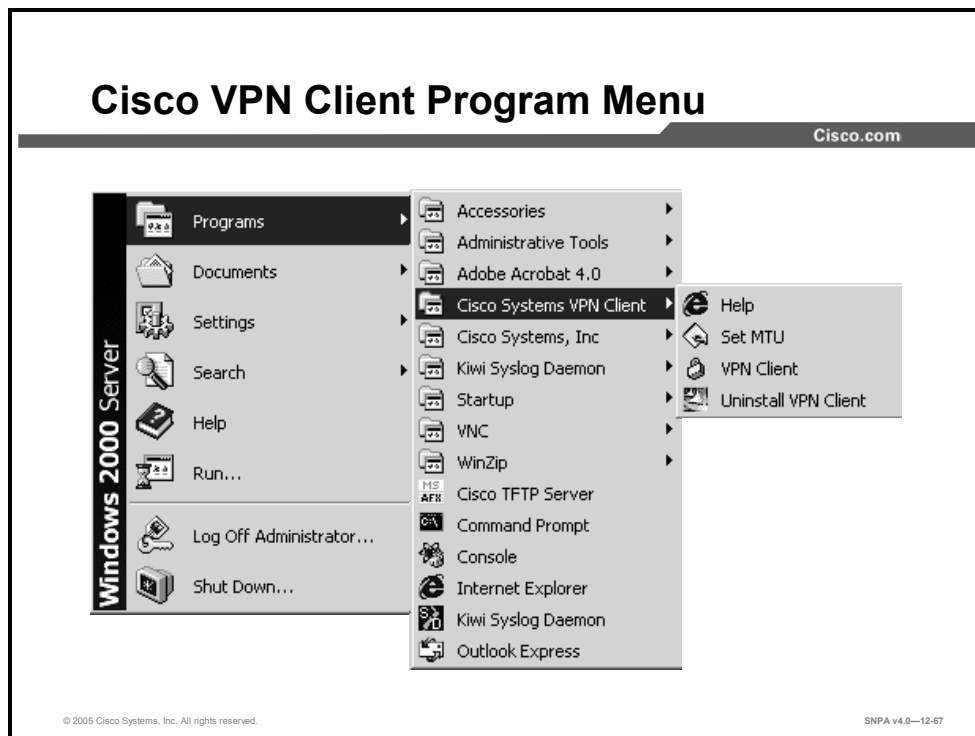 Cisco VPN Client Program Menu
Cisco.com
Windows 2000 Server
Programs
Documents
Settings
Search
Help
Run...
Log Off Administrator...
Shut Down...
Accessories
Administrative Tools
Adobe Acrobat 4.0
Cisco Systems VPN Client
Cisco Systems, Inc
Kiwi Syslog Daemon
Startup
VNC
WinZip
MS
AFX
Cisco TFTP Server
Command Prompt
Console
Internet Explorer
Kiwi Syslog Daemon
Outlook Express
Help
Set MTU
VPN Client
Uninstall VPN Client
© 2005 Cisco Systems, Inc. All rights reserved.
SNPA v4.0—12-67